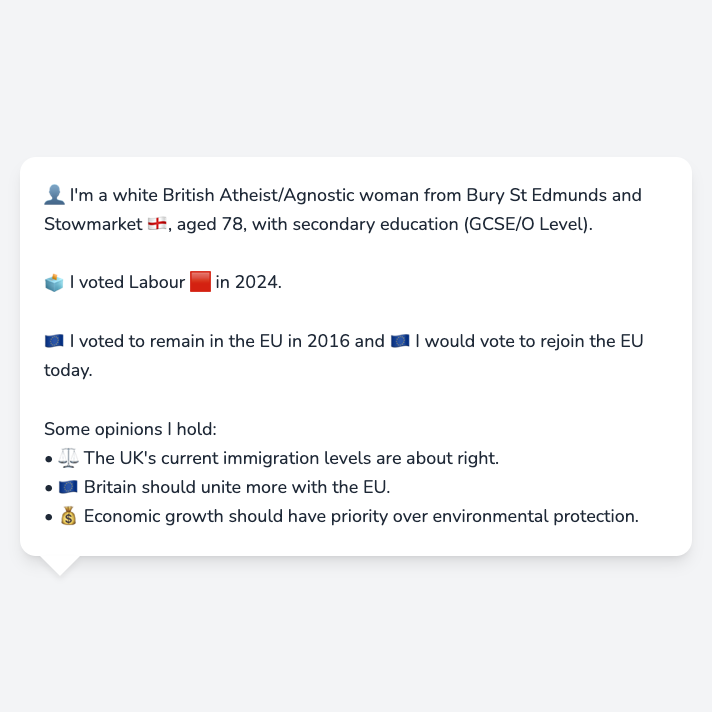 👤 I'm a white British Atheist/Agnostic woman from Bury St Edmunds and
Stowmarket 🏴󠁧󠁢󠁥󠁮󠁧󠁿, aged 78, with secondary education (GCSE/O Level).
🗳️ I voted Labour 🟥 in 2024.
🇪🇺 I voted to remain in the EU in 2016 and 🇪🇺 I would vote to rejoin the EU
today.
Some opinions I hold:
• ⚖️ The UK's current immigration levels are about right.
• 🇪🇺 Britain should unite more with the EU.
• 💰 Economic growth should have priority over environmental protection.